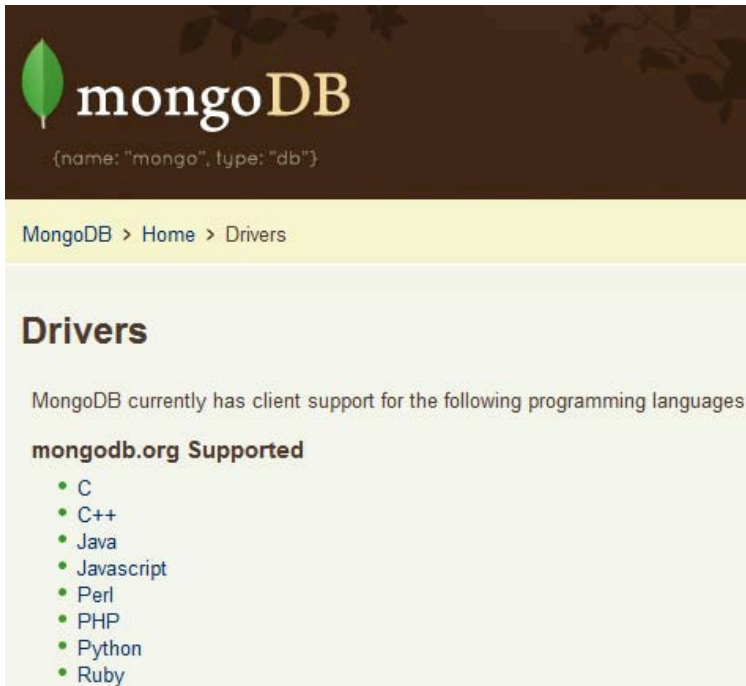 mongoDB
{name: "mongo", type: "db"}
MongoDB > Home > Drivers
Drivers
MongoDB currently has client support for the following programming languages
mongodb.org Supported
• C
• C++
• Java
• Javascript
• Perl
• PHP
• Python
• Ruby